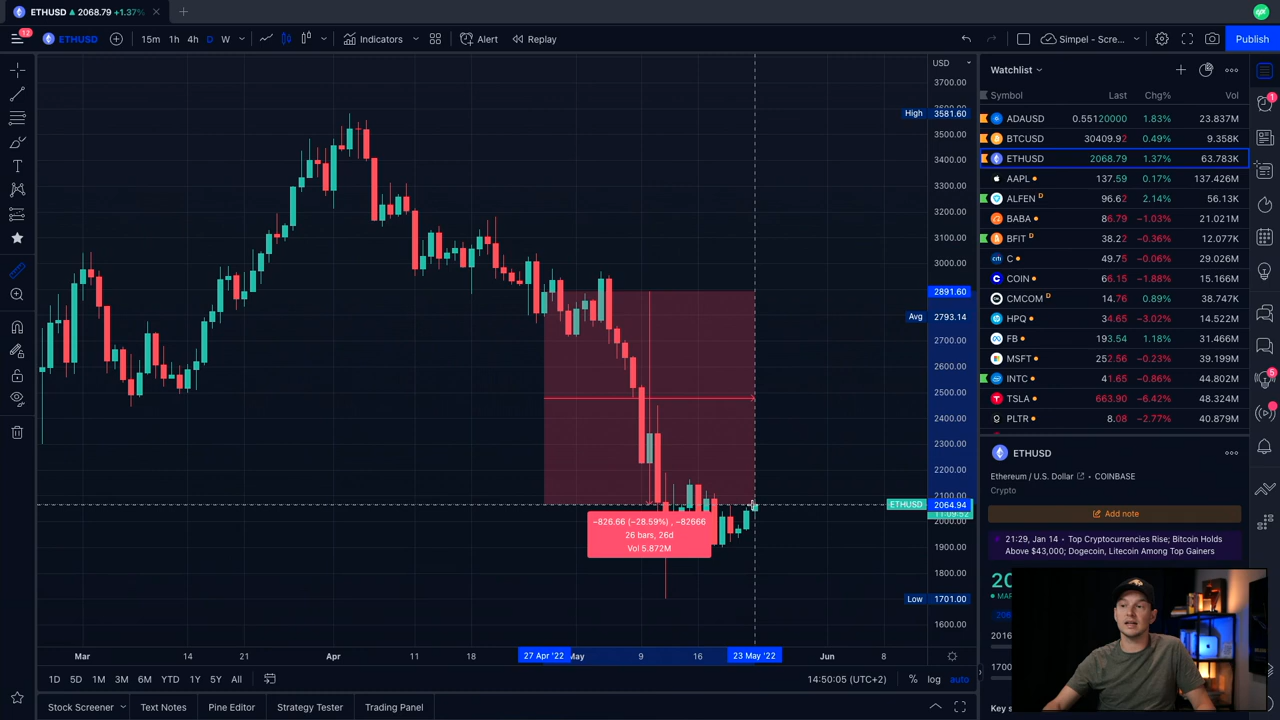 ETHUSD ▲ 2068.79 +1.37%
12
ETHUSD
15m 1h 4h D W
Indicators
Alert
Replay
Simpel - Scre...
Publish
USD
3700.00
High 3581.60
3500.00
3400.00
3300.00
3200.00
3100.00
3000.00
2891.60
Avg 2793.14
2700.00
2600.00
2500.00
2400.00
2300.00
2200.00
2100.00
ETHUSD 2064.94
11:09:52
2000.00
1900.00
1800.00
Low 1701.00
1600.00
−826.66 (−28.59%) , −82666
26 bars, 26d
Vol 5.872M
Mar 14 21 Apr 11 18 27 Apr '22 May 9 16 23 May '22 Jun 8
1D 5D 1M 3M 6M YTD 1Y 5Y All
14:50:05 (UTC+2) % log auto
Stock Screener Text Notes Pine Editor Strategy Tester Trading Panel
Watchlist
Symbol Last Chg% Vol
ADAUSD 0.55120000 1.83% 23.837M
BTCUSD 30409.92 0.49% 9.358K
ETHUSD 2068.79 1.37% 63.783K
AAPL 137.59 0.17% 137.426M
ALFEN D 96.62 2.14% 56.13K
BABA 86.79 −1.03% 21.021M
BFIT D 38.22 −0.36% 12.077K
C 49.75 −0.06% 29.026M
COIN 66.15 −1.88% 15.166M
CMCOM D 14.76 0.89% 38.747K
HPQ 34.65 −3.02% 14.522M
FB 193.54 1.18% 31.466M
MSFT 252.56 −0.23% 39.199M
INTC 41.65 −0.86% 44.802M
TSLA 663.90 −6.42% 48.324M
PLTR 8.08 −2.77% 40.879M
ETHUSD
Ethereum / U.S. Dollar COINBASE
Crypto
Add note
21:29, Jan 14 • Top Cryptocurrencies Rise; Bitcoin Holds
Above $43,000; Dogecoin, Litecoin Among Top Gainers
2016
1700
Key s
1
5